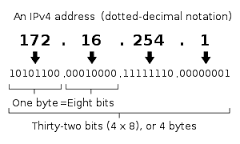 An IPv4 address (dotted-decimal notation)
172 . 16 . 254 . 1
10101100 .00010000 .11111110 .00000001
One byte=Eight bits
Thirty-two bits (4 x 8), or 4 bytes